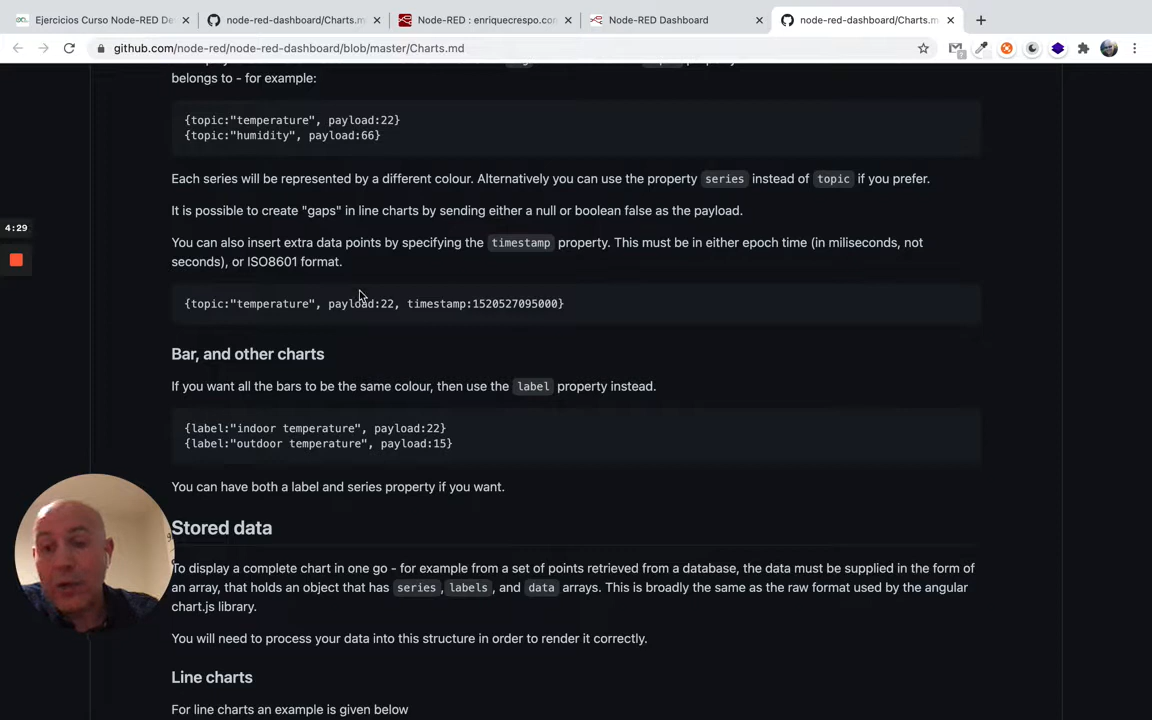 Ejercicios Curso Node-RED De
node-red-dashboard/Charts.m
Node-RED : enriquecrespo.con
Node-RED Dashboard
node-red-dashboard/Charts.m
github.com/node-red/node-red-dashboard/blob/master/Charts.md
belongs to - for example:
{topic:"temperature", payload:22}
{topic:"humidity", payload:66}
Each series will be represented by a different colour. Alternatively you can use the property series instead of topic if you prefer.
It is possible to create "gaps" in line charts by sending either a null or boolean false as the payload.
4:29
You can also insert extra data points by specifying the timestamp property. This must be in either epoch time (in miliseconds, not
seconds), or ISO8601 format.
{topic:"temperature", payload:22, timestamp:1520527095000}
Bar, and other charts
If you want all the bars to be the same colour, then use the label property instead.
{label:"indoor temperature", payload:22}
{label:"outdoor temperature", payload:15}
You can have both a label and series property if you want.
Stored data
To display a complete chart in one go - for example from a set of points retrieved from a database, the data must be supplied in the form of
an array, that holds an object that has series, labels, and data arrays. This is broadly the same as the raw format used by the angular
chart.js library.
You will need to process your data into this structure in order to render it correctly.
Line charts
For line charts an example is given below